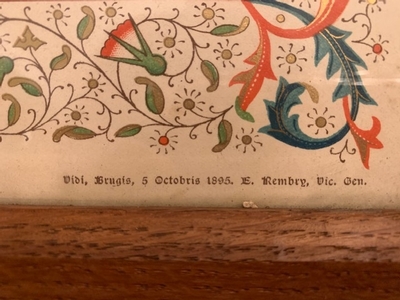 Vidi, Brugis, 5 Octobris 1895. E. Rembry, Vic. Gen.